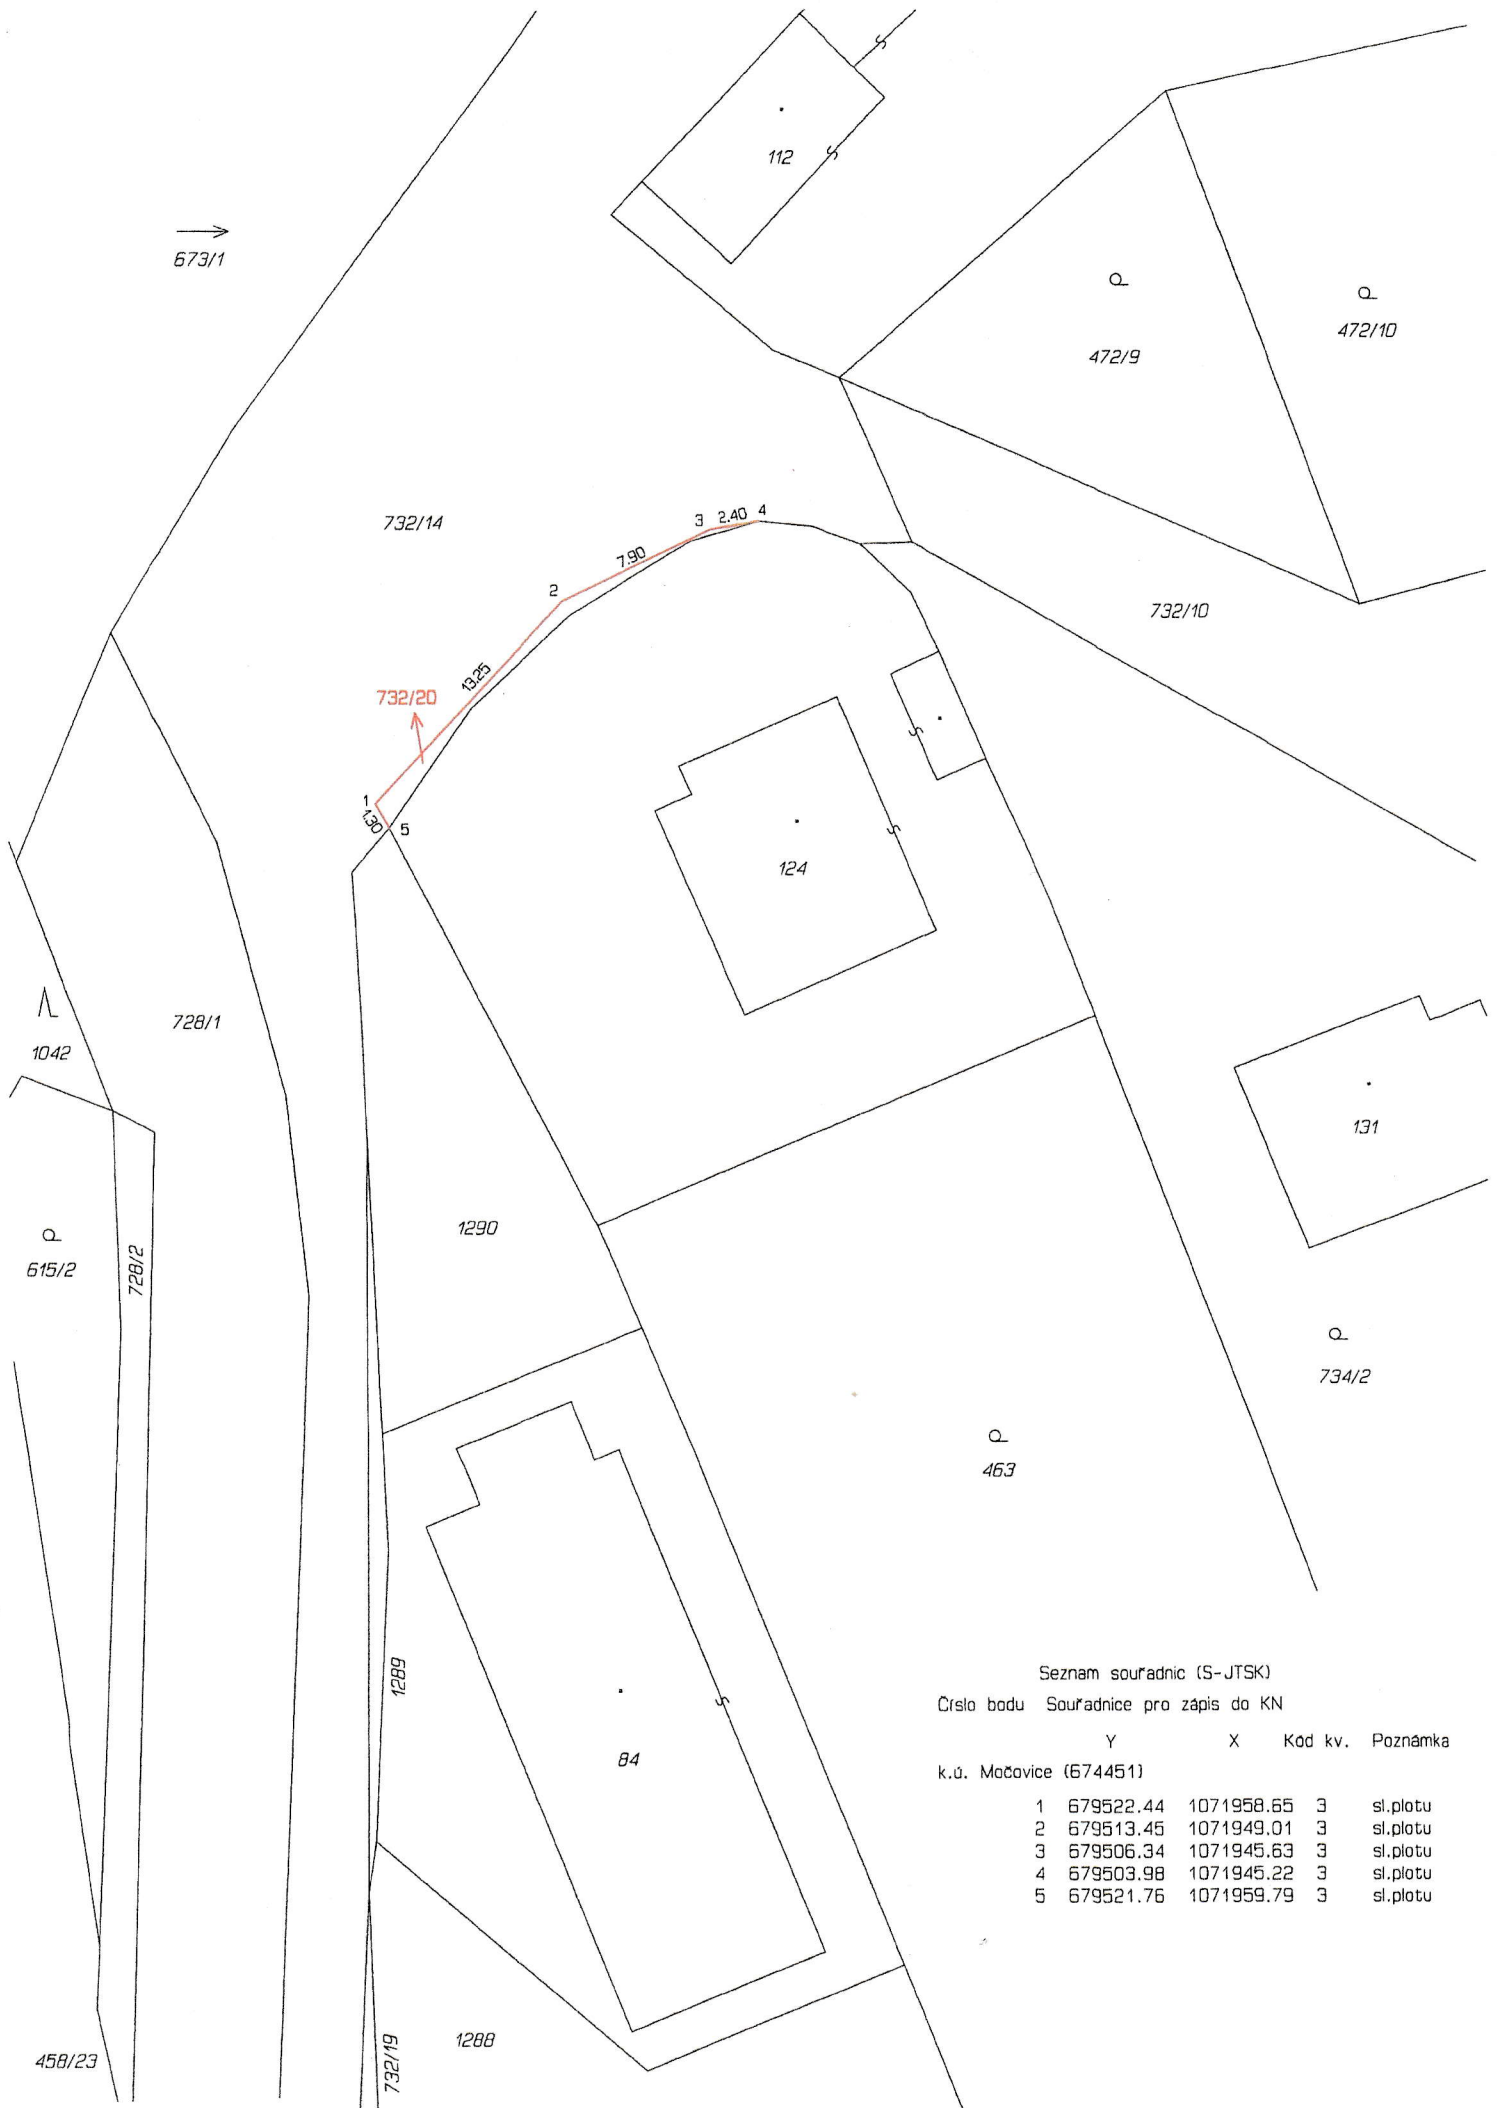 112
673/1
472/10
472/9
732/14
3 2.40 4
7.90
2
732/10
13.25
732/20
1
1.30
5
124
728/1
1042
131
1290
615/2
728/2
734/2
463
1289
84
Seznam souřadnic (S-JTSK)
Číslo bodu Souřadnice pro zápis do KN
Y X Kód kv. Poznámka
k.ú. Močovice (674451)
1 679522.44 1071958.65 3 sl.plotu
2 679513.45 1071949.01 3 sl.plotu
3 679506.34 1071945.63 3 sl.plotu
4 679503.98 1071945.22 3 sl.plotu
5 679521.76 1071959.79 3 sl.plotu
1288
458/23
732/19